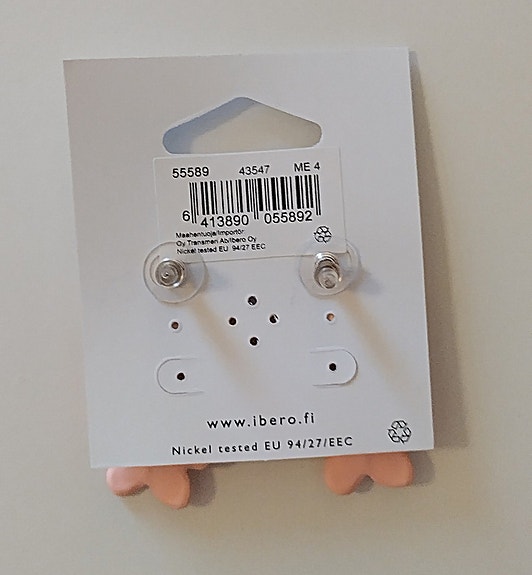 55589 43547 ME 4
6 413890 055892
Maahentuoja/Importör
Oy Transmeri Ab/Ibero Oy
Nickel tested EU 94/27 EEC
www.ibero.fi
Nickel tested EU 94/27/EEC